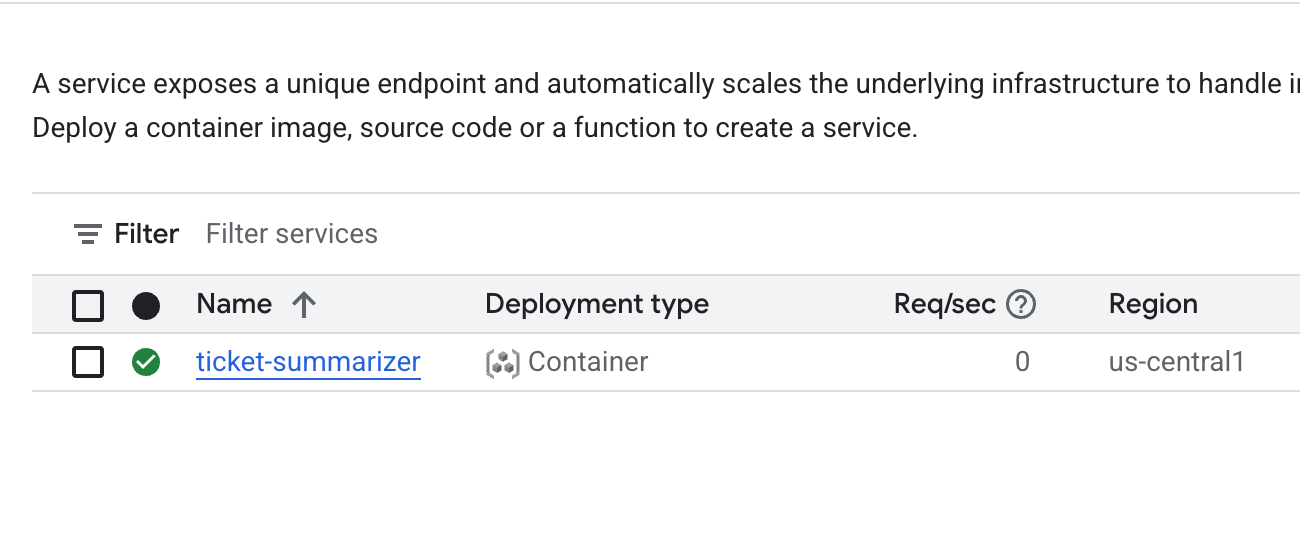 A service exposes a unique endpoint and automatically scales the underlying infrastructure to handle
Deploy a container image, source code or a function to create a service.
Filter Filter services
Name Deployment type Req/sec Region
ticket-summarizer Container 0 us-central1